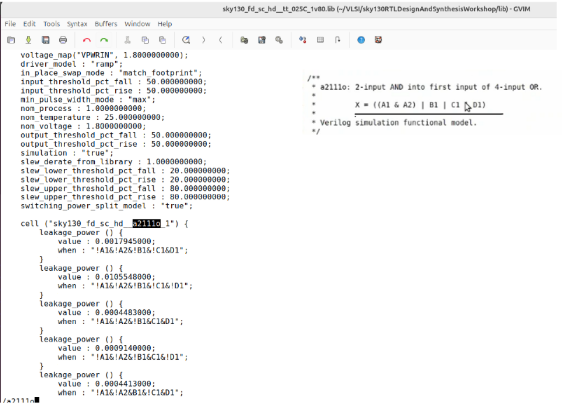 sky130_fd_sc_hd__tt_025C_1v80.lib (~/VLSI/sky130RTLDesignAndSynthesisWorkshop/lib) - GVIM
File Edit Tools Syntax Buffers Window Help
voltage_map("VPWRIN", 1.8000000000);
driver_model : "ramp";
in_place_swap_mode : "match_footprint";
input_threshold_pct_fall : 50.000000000;
input_threshold_pct_rise : 50.000000000;
min_pulse_width_mode : "max";
nom_process : 1.0000000000;
nom_temperature : 25.000000000;
nom_voltage : 1.8000000000;
output_threshold_pct_fall : 50.000000000;
output_threshold_pct_rise : 50.000000000;
simulation : "true";
slew_derate_from_library : 1.0000000000;
slew_lower_threshold_pct_fall : 20.000000000;
slew_lower_threshold_pct_rise : 20.000000000;
slew_upper_threshold_pct_fall : 80.000000000;
slew_upper_threshold_pct_rise : 80.000000000;
switching_power_split_model : "true";
cell ("sky130_fd_sc_hd__a2111o_1") {
leakage_power () {
value : 0.0017945000;
when : "!A1&!A2&!B1&!C1&D1";
}
leakage_power () {
value : 0.0105548000;
when : "!A1&!A2&!B1&!C1&!D1";
}
leakage_power () {
value : 0.0004483000;
when : "!A1&!A2&!B1&C1&D1";
}
leakage_power () {
value : 0.0009140000;
when : "!A1&!A2&!B1&C1&!D1";
}
leakage_power () {
value : 0.0004413000;
when : "!A1&!A2&B1&!C1&D1";
}
/a2111o
/**
* a2111o: 2-input AND into first input of 4-input OR.
*
* X = ((A1 & A2) | B1 | C1 | D1)
*
* Verilog simulation functional model.
*/